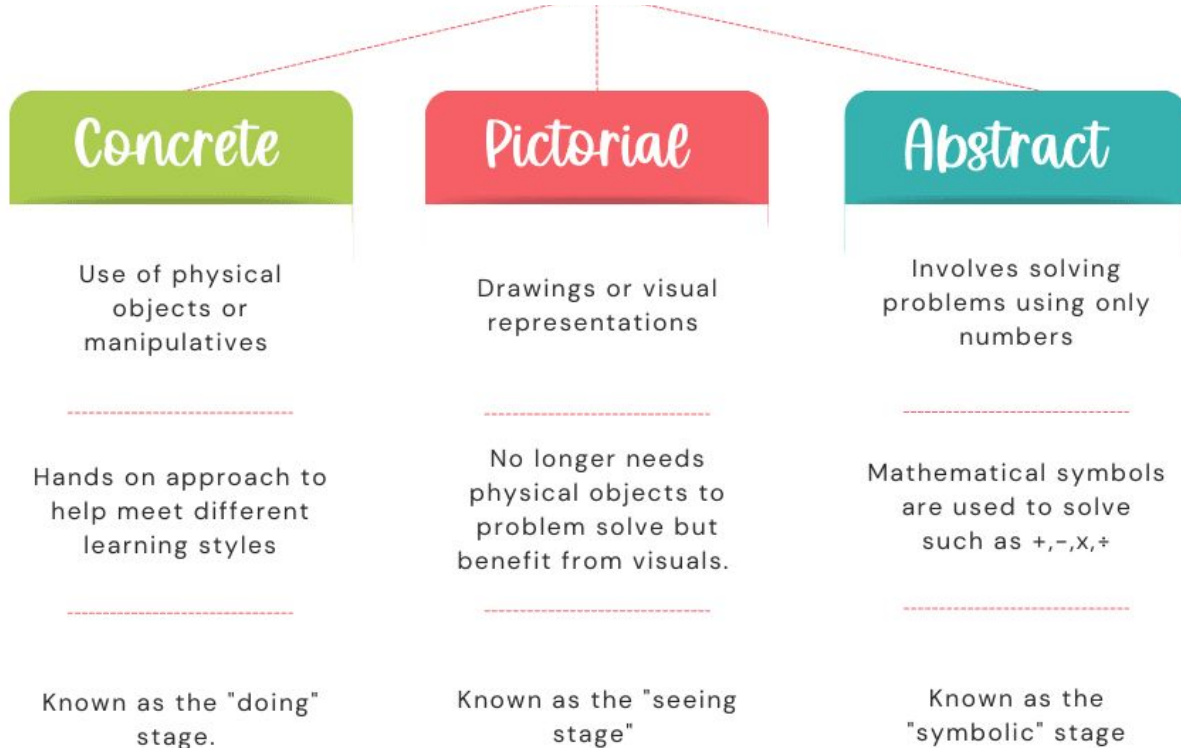 Concrete
Use of physical
objects or
manipulatives
Hands on approach to
help meet different
learning styles
Known as the "doing"
stage.
Pictorial
Drawings or visual
representations
No longer needs
physical objects to
problem solve but
benefit from visuals.
Known as the "seeing
stage"
Abstract
Involves solving
problems using only
numbers
Mathematical symbols
are used to solve
such as +,-,x,÷
Known as the
"symbolic" stage